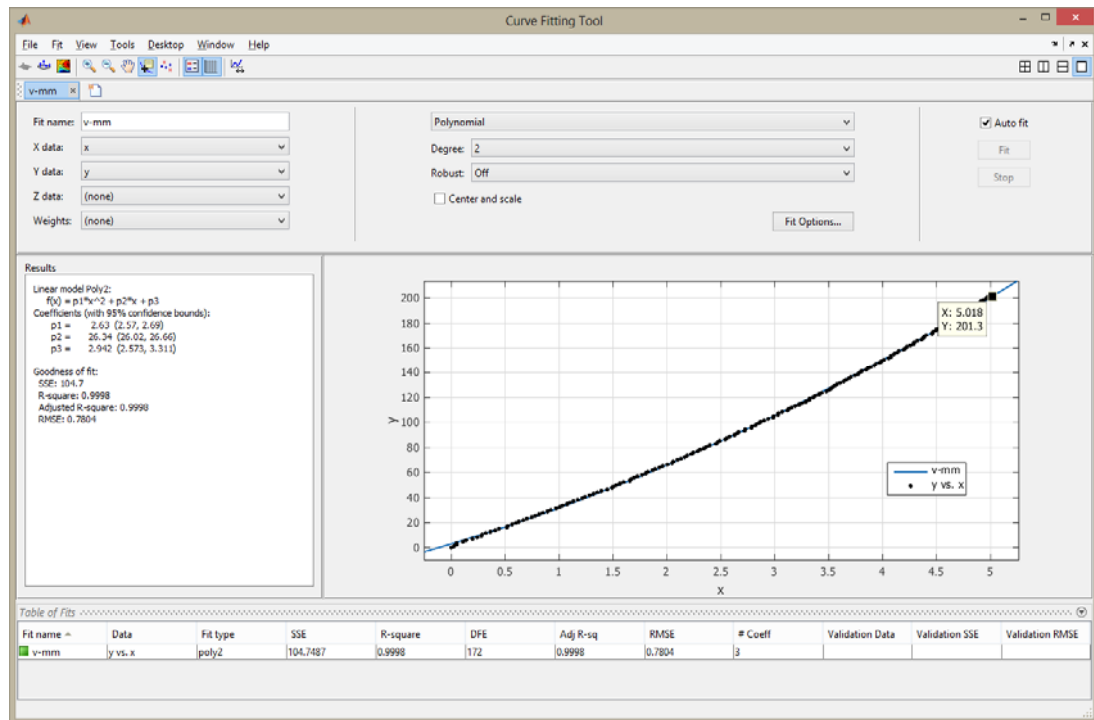 Curve Fitting Tool
File Fit View Tools Desktop Window Help
v-mm
Fit name: v-mm
X data: x
Y data: y
Z data: (none)
Weights: (none)
Polynomial
Degree: 2
Robust: Off
Center and scale
Fit Options...
Auto fit
Fit
Stop
Results
Linear model Poly2:
f(x) = p1*x^2 + p2*x + p3
Coefficients (with 95% confidence bounds):
p1 = 2.63 (2.57, 2.69)
p2 = 26.34 (26.02, 26.66)
p3 = 2.942 (2.573, 3.311)
Goodness of fit:
SSE: 104.7
R-square: 0.9998
Adjusted R-square: 0.9998
RMSE: 0.7804
200
180
160
140
120
100
80
60
40
20
0
y
X: 5.018
Y: 201.3
v-mm
y vs. x
0 0.5 1 1.5 2 2.5 3 3.5 4 4.5 5
x
Table of Fits
Fit name Data Fit type SSE R-square DFE Adj R-sq RMSE # Coeff Validation Data Validation SSE Validation RMSE
v-mm y vs. x poly2 104.7487 0.9998 172 0.9998 0.7804 3